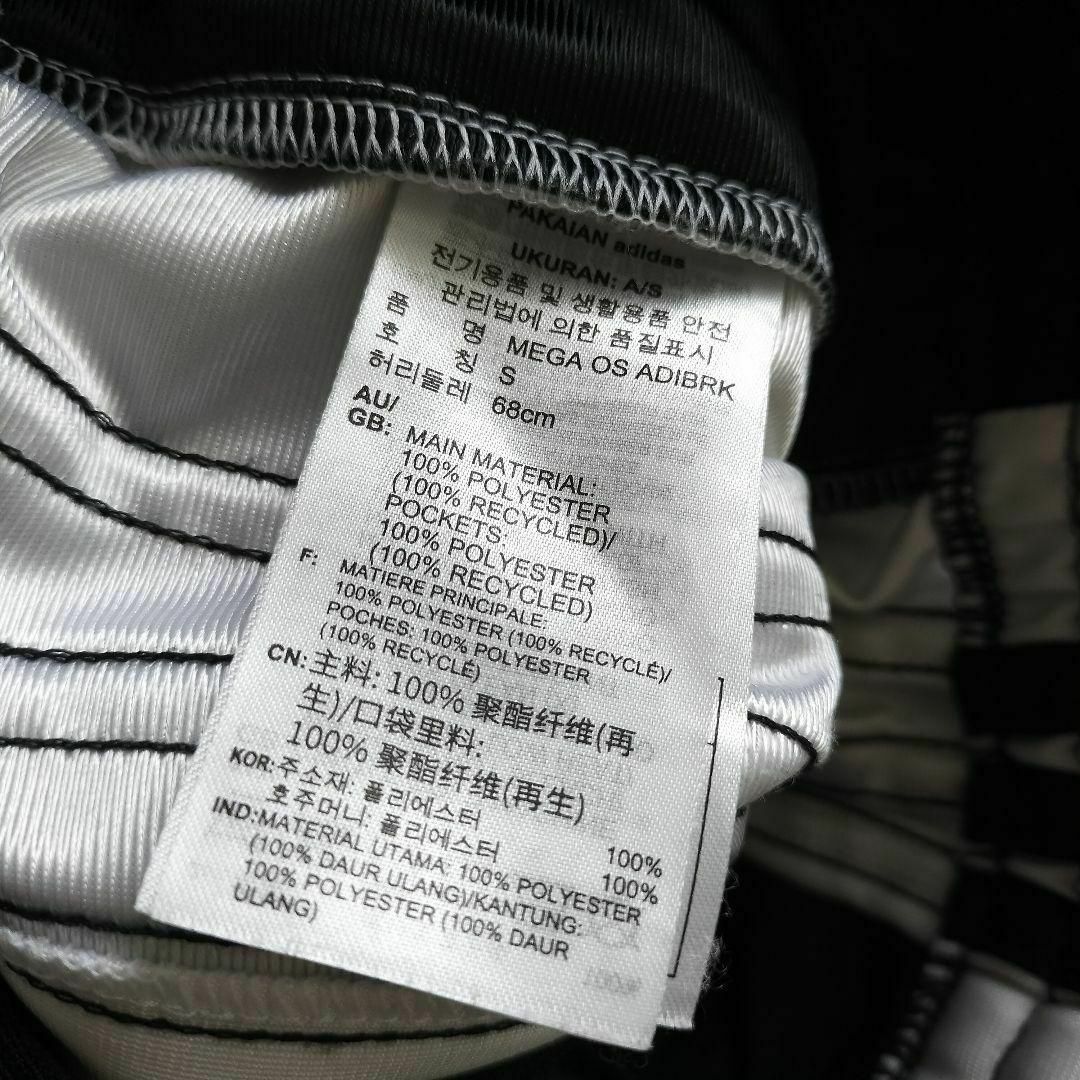 PAKAIAN adidas
UKURAN: A/S
전기용품 및 생활용품 안전
관리법에 의한 품질표시
품 명 MEGA OS ADIBRK
호 칭 S
허리둘레 68cm
AU/
GB: MAIN MATERIAL:
100% POLYESTER
(100% RECYCLED)/
POCKETS:
100% POLYESTER
(100% RECYCLED)
F: MATIERE PRINCIPALE:
100% POLYESTER (100% RECYCLÉ)/
POCHES: 100% POLYESTER
(100% RECYCLÉ)
CN: 主料: 100% 聚酯纤维(再
生)/口袋里料:
100% 聚酯纤维(再生)
KOR: 주소재: 폴리에스터 100%
호주머니: 폴리에스터 100%
IND: MATERIAL UTAMA: 100% POLYESTER
(100% DAUR ULANG)/KANTUNG:
100% POLYESTER (100% DAUR
ULANG)